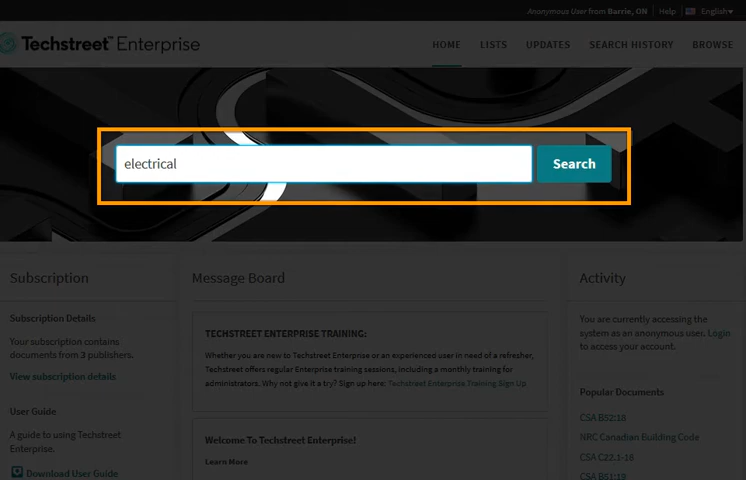 Anonymous User from Barrie, ON Help English
Techstreet™ Enterprise
HOME LISTS UPDATES SEARCH HISTORY BROWSE
electrical
Search
Subscription
Subscription Details
Your subscription contains
documents from 3 publishers.
View subscription details
User Guide
A guide to using Techstreet
Enterprise.
Download User Guide
Message Board
TECHSTREET ENTERPRISE TRAINING:
Whether you are new to Techstreet Enterprise or an experienced user in need of a refresher,
Techstreet offers regular Enterprise training sessions, including a monthly training for
administrators. Why not give it a try? Sign up here: Techstreet Enterprise Training Sign Up
Welcome To Techstreet Enterprise!
Learn More
Activity
You are currently accessing the
system as an anonymous user. Login
to access your account.
Popular Documents
CSA B52:18
NRC Canadian Building Code
CSA C22.1-18
CSA B51:19